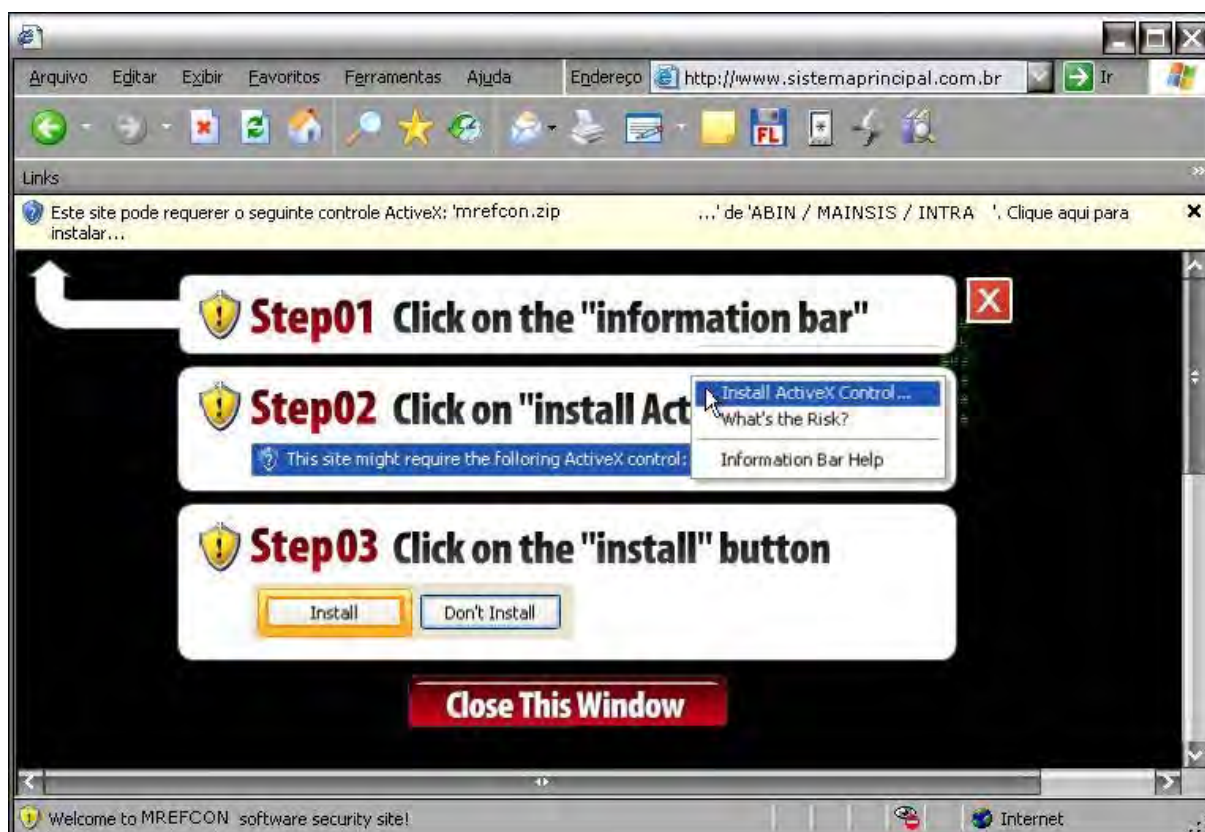 Arquivo Editar Exibir Favoritos Ferramentas Ajuda Endereço http://www.sistemaprincipal.com.br Ir
FL
Links
Este site pode requerer o seguinte controle ActiveX: 'mrefcon.zip ...' de 'ABIN / MAINSIS / INTRA '. Clique aqui para
instalar...
Step01 Click on the "information bar"
Step02 Click on "install Act
Install ActiveX Control...
What's the Risk?
This site might require the folloring ActiveX control:
Information Bar Help
Step03 Click on the "install" button
Install Don't Install
Close This Window
Welcome to MREFCON software security site! Internet